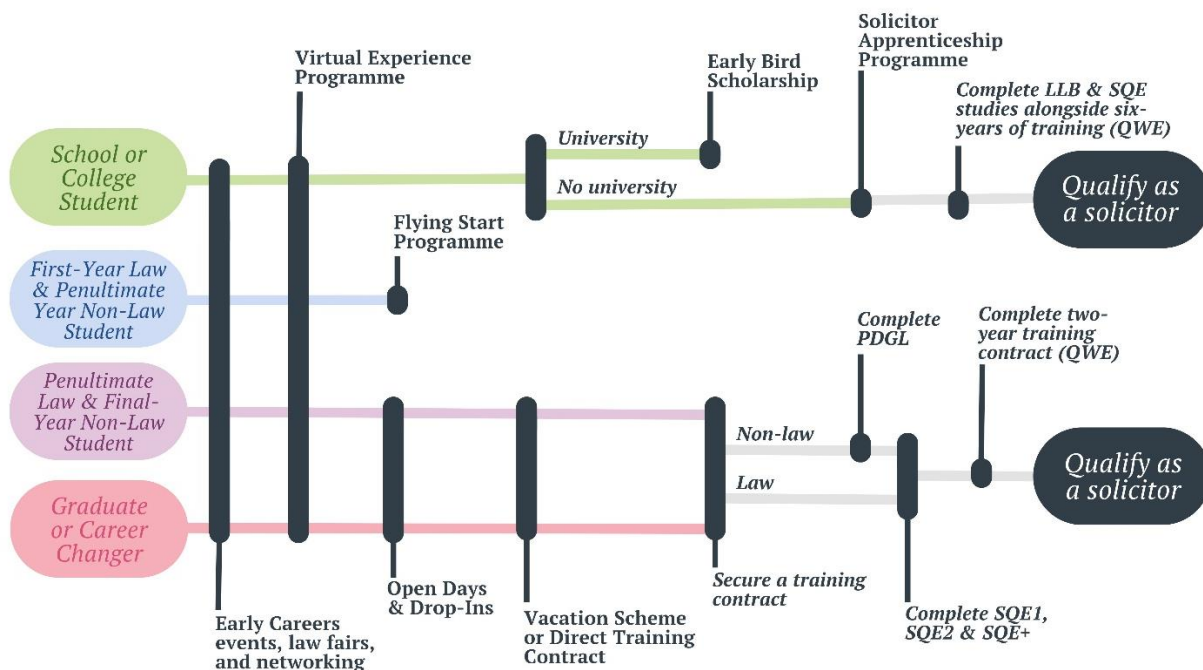 Virtual Experience
Programme
Early Bird
Scholarship
Solicitor
Apprenticeship
Programme
Complete LLB & SQE
studies alongside six-
years of training (QWE)
School or
College
Student
University
No university
Qualify as
a solicitor
Flying Start
Programme
First-Year Law
& Penultimate
Year Non-Law
Student
Complete
PDGL
Complete two-
year training
contract (QWE)
Penultimate
Law & Final-
Year Non-Law
Student
Non-law
Law
Qualify as
a solicitor
Graduate
or Career
Changer
Early Careers
events, law fairs,
and networking
Open Days
& Drop-Ins
Vacation Scheme
or Direct Training
Contract
Secure a training
contract
Complete SQE1,
SQE2 & SQE+